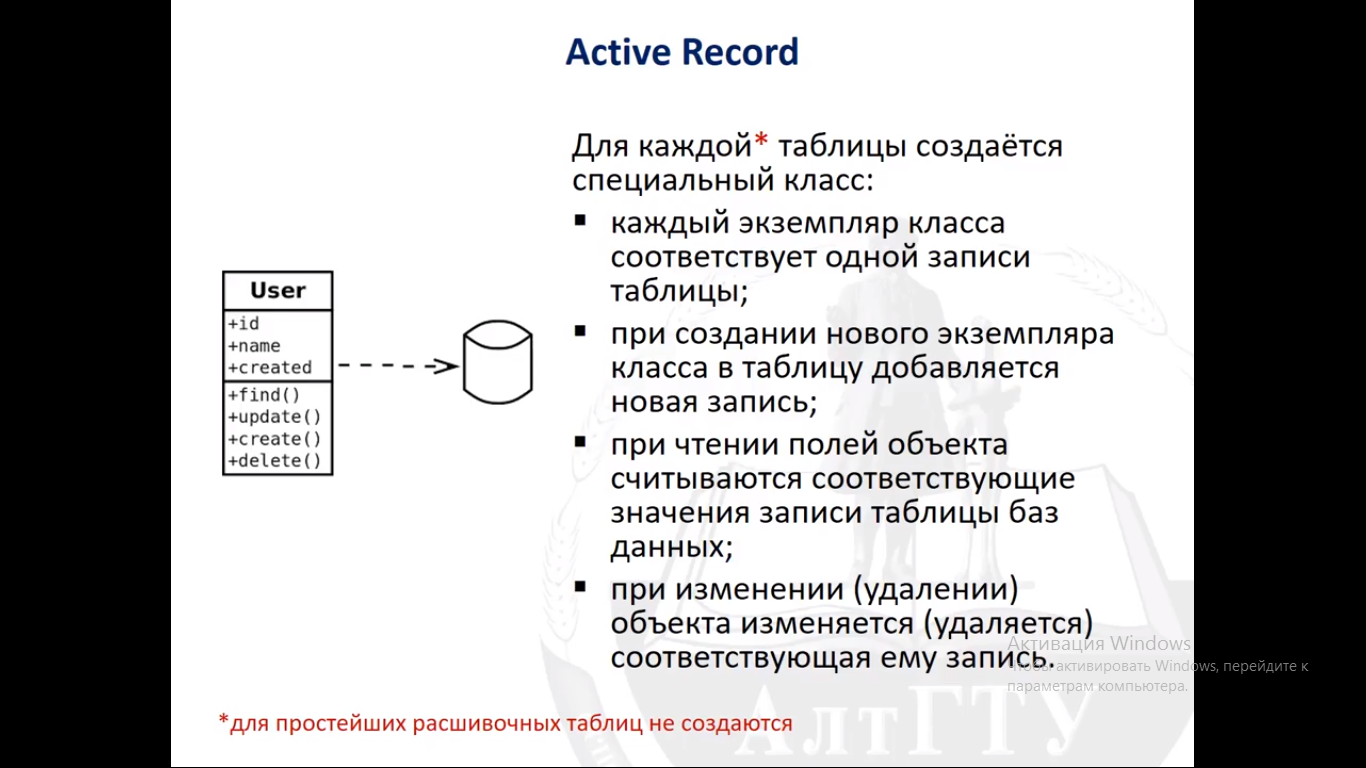 Active Record
Для каждой* таблицы создаётся
специальный класс:
▪ каждый экземпляр класса
соответствует одной записи
таблицы;
▪ при создании нового экземпляра
класса в таблицу добавляется
новая запись;
▪ при чтении полей объекта
считываются соответствующие
значения записи таблицы баз
данных;
▪ при изменении (удалении)
объекта изменяется (удаляется)
соответствующая ему запись.
User
+id
+name
+created
+find()
+update()
+create()
+delete()
*для простейших расшивочных таблиц не создаются
Активация Windows
Чтобы активировать Windows, перейдите к
параметрам компьютера.
АлтГТУ